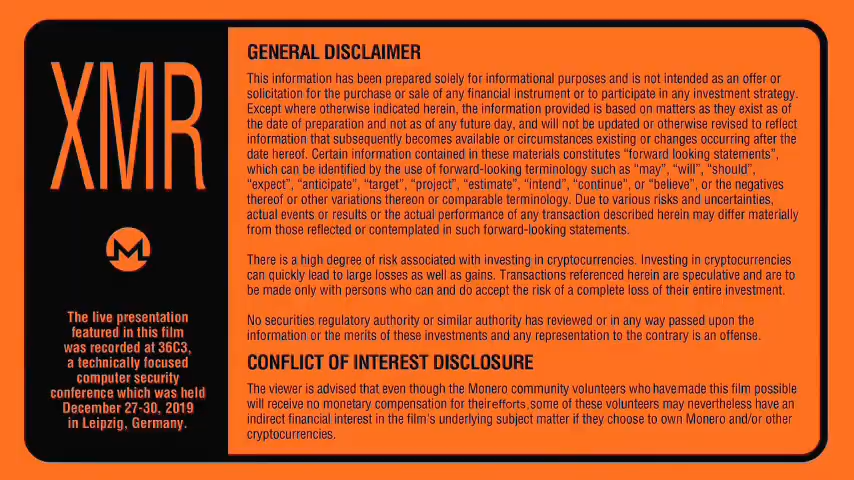 XMR
The live presentation
featured in this film
was recorded at 36C3,
a technically focused
computer security
conference which was held
December 27-30, 2019
in Leipzig, Germany.
GENERAL DISCLAIMER
This information has been prepared solely for informational purposes and is not intended as an offer or
solicitation for the purchase or sale of any financial instrument or to participate in any investment strategy.
Except where otherwise indicated herein, the information provided is based on matters as they exist as of
the date of preparation and not as of any future day, and will not be updated or otherwise revised to reflect
information that subsequently becomes available or circumstances existing or changes occurring after the
date hereof. Certain information contained in these materials constitutes “forward looking statements”,
which can be identified by the use of forward-looking terminology such as “may”, “will”, “should”,
“expect”, “anticipate”, “target”, “project”, “estimate”, “intend”, “continue”, or “believe”, or the negatives
thereof or other variations thereon or comparable terminology. Due to various risks and uncertainties,
actual events or results or the actual performance of any transaction described herein may differ materially
from those reflected or contemplated in such forward-looking statements.
There is a high degree of risk associated with investing in cryptocurrencies. Investing in cryptocurrencies
can quickly lead to large losses as well as gains. Transactions referenced herein are speculative and are to
be made only with persons who can and do accept the risk of a complete loss of their entire investment.
No securities regulatory authority or similar authority has reviewed or in any way passed upon the
information or the merits of these investments and any representation to the contrary is an offense.
CONFLICT OF INTEREST DISCLOSURE
The viewer is advised that even though the Monero community volunteers who have made this film possible
will receive no monetary compensation for their efforts, some of these volunteers may nevertheless have an
indirect financial interest in the film's underlying subject matter if they choose to own Monero and/or other
cryptocurrencies.